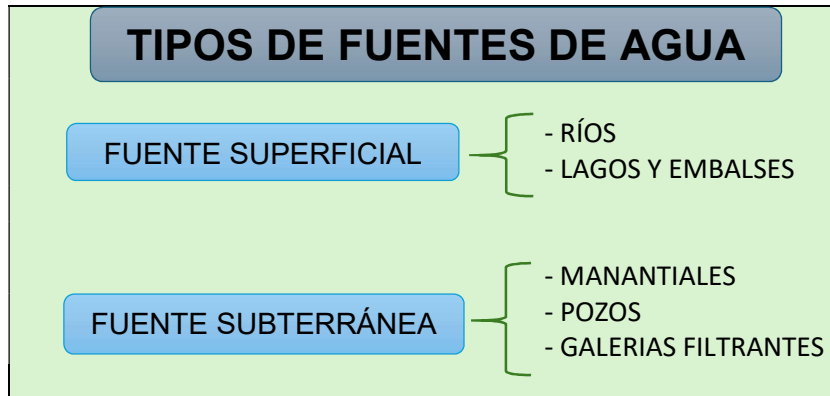 TIPOS DE FUENTES DE AGUA
FUENTE SUPERFICIAL
- RÍOS
- LAGOS Y EMBALSES
FUENTE SUBTERRÁNEA
- MANANTIALES
- POZOS
- GALERIAS FILTRANTES